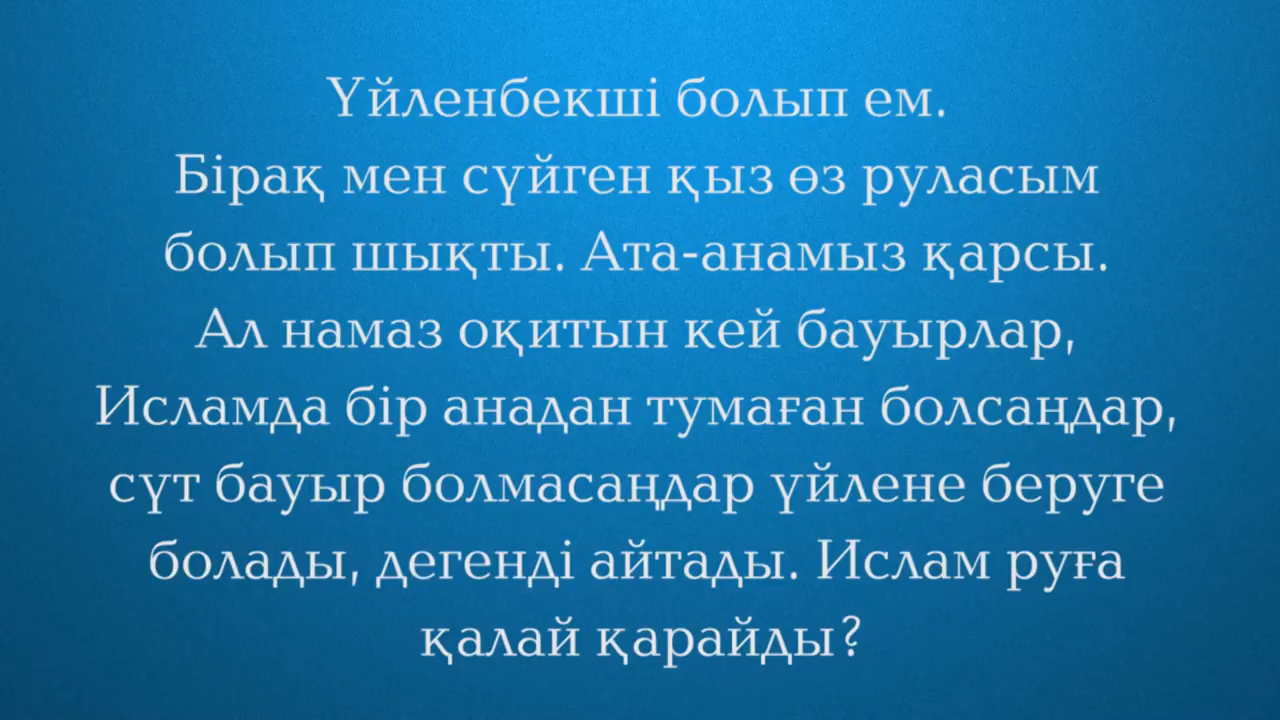 Үйленбекші болып ем.
Бірақ мен сүйген қыз өз руласым
болып шықты. Ата-анамыз қарсы.
Ал намаз оқитын кей бауырлар,
Исламда бір анадан тумаған болсаңдар,
сүт бауыр болмасаңдар үйлене беруге
болады, дегенді айтады. Ислам руға
қалай қарайды?